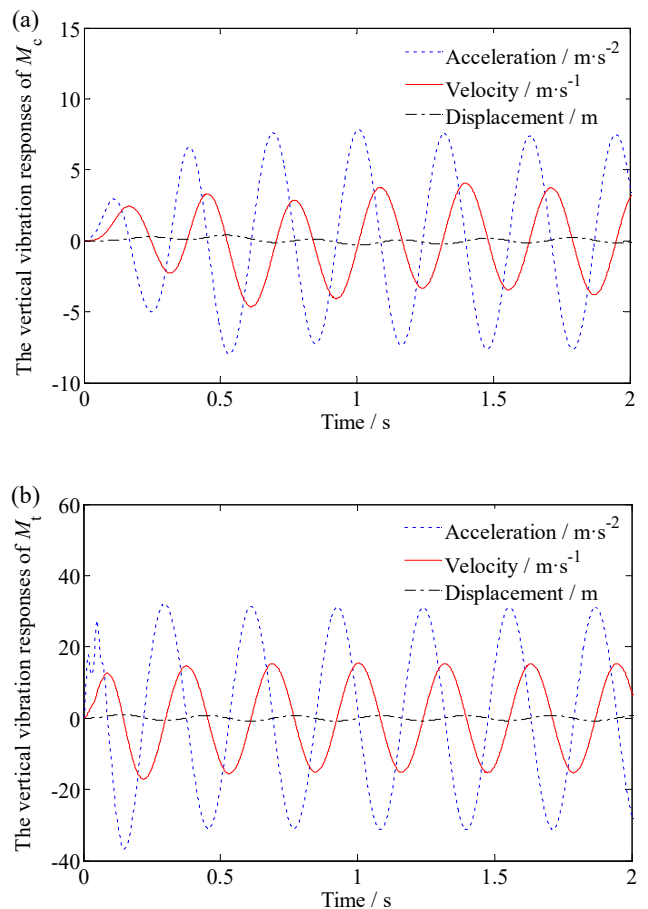 (a)
The vertical vibration responses of Mc
15
10
5
0
-5
-10
Acceleration / m·s-2
Velocity / m·s-1
Displacement / m
0 0.5 1 1.5 2
Time / s
(b)
The vertical vibration responses of Mt
60
40
20
0
-20
-40
Acceleration / m·s-2
Velocity / m·s-1
Displacement / m
0 0.5 1 1.5 2
Time / s